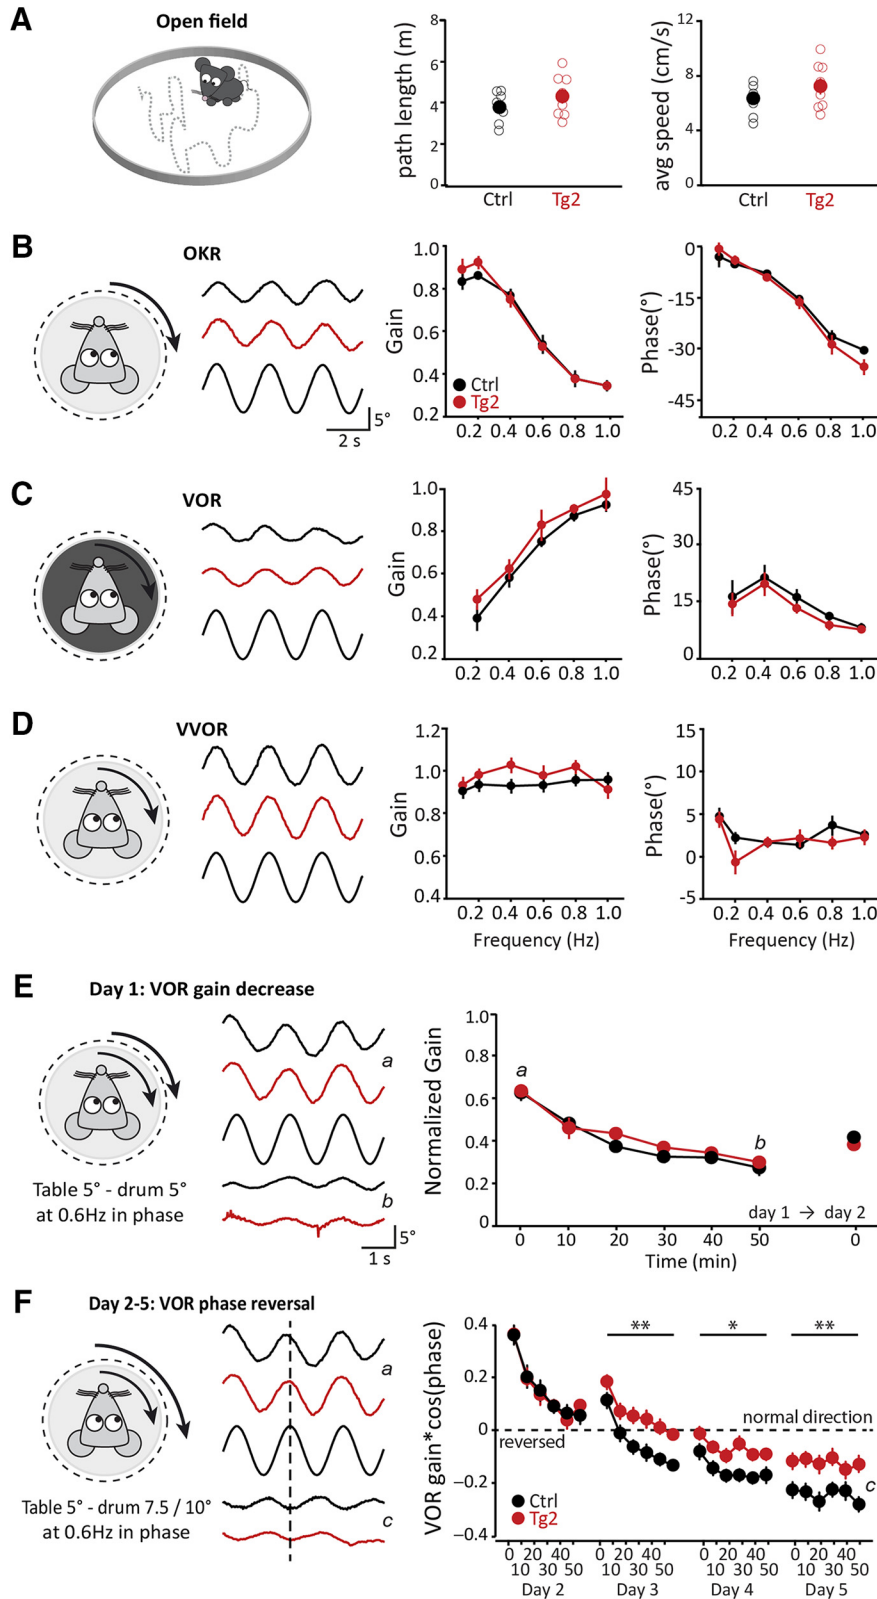 A
Open field
path length (m)
8
6
4
2
0
Ctrl
Tg2
avg speed (cm/s)
12
8
4
0
Ctrl
Tg2
B
OKR
5°
2 s
Gain
1.0
0.8
0.6
0.4
0.2
Ctrl
Tg2
0.2 0.4 0.6 0.8 1.0
Phase(°)
0
-15
-30
-45
0.2 0.4 0.6 0.8 1.0
C
VOR
Gain
1.0
0.8
0.6
0.4
0.2
0.2 0.4 0.6 0.8 1.0
Phase(°)
45
30
15
0
0.2 0.4 0.6 0.8 1.0
D
VVOR
Gain
1.2
1.0
0.8
0.6
0.4
0.2 0.4 0.6 0.8 1.0
Frequency (Hz)
Phase(°)
15
10
5
0
-5
0.2 0.4 0.6 0.8 1.0
Frequency (Hz)
E
Day 1: VOR gain decrease
Table 5° - drum 5°
at 0.6Hz in phase
a
b
5°
1 s
Normalized Gain
1.0
0.8
0.6
0.4
0.2
0
a
b
day 1 → day 2
0 10 20 30 40 50 0
Time (min)
F
Day 2-5: VOR phase reversal
Table 5° - drum 7.5 / 10°
at 0.6Hz in phase
a
c
VOR gain*cos(phase)
0.4
0.2
0
−0.2
−0.4
** * **
normal direction
reversed
c
Ctrl
Tg2
0 20 40 0 20 40 0 20 40 0 20 40
10 30 50 10 30 50 10 30 50 10 30 50
Day 2 Day 3 Day 4 Day 5